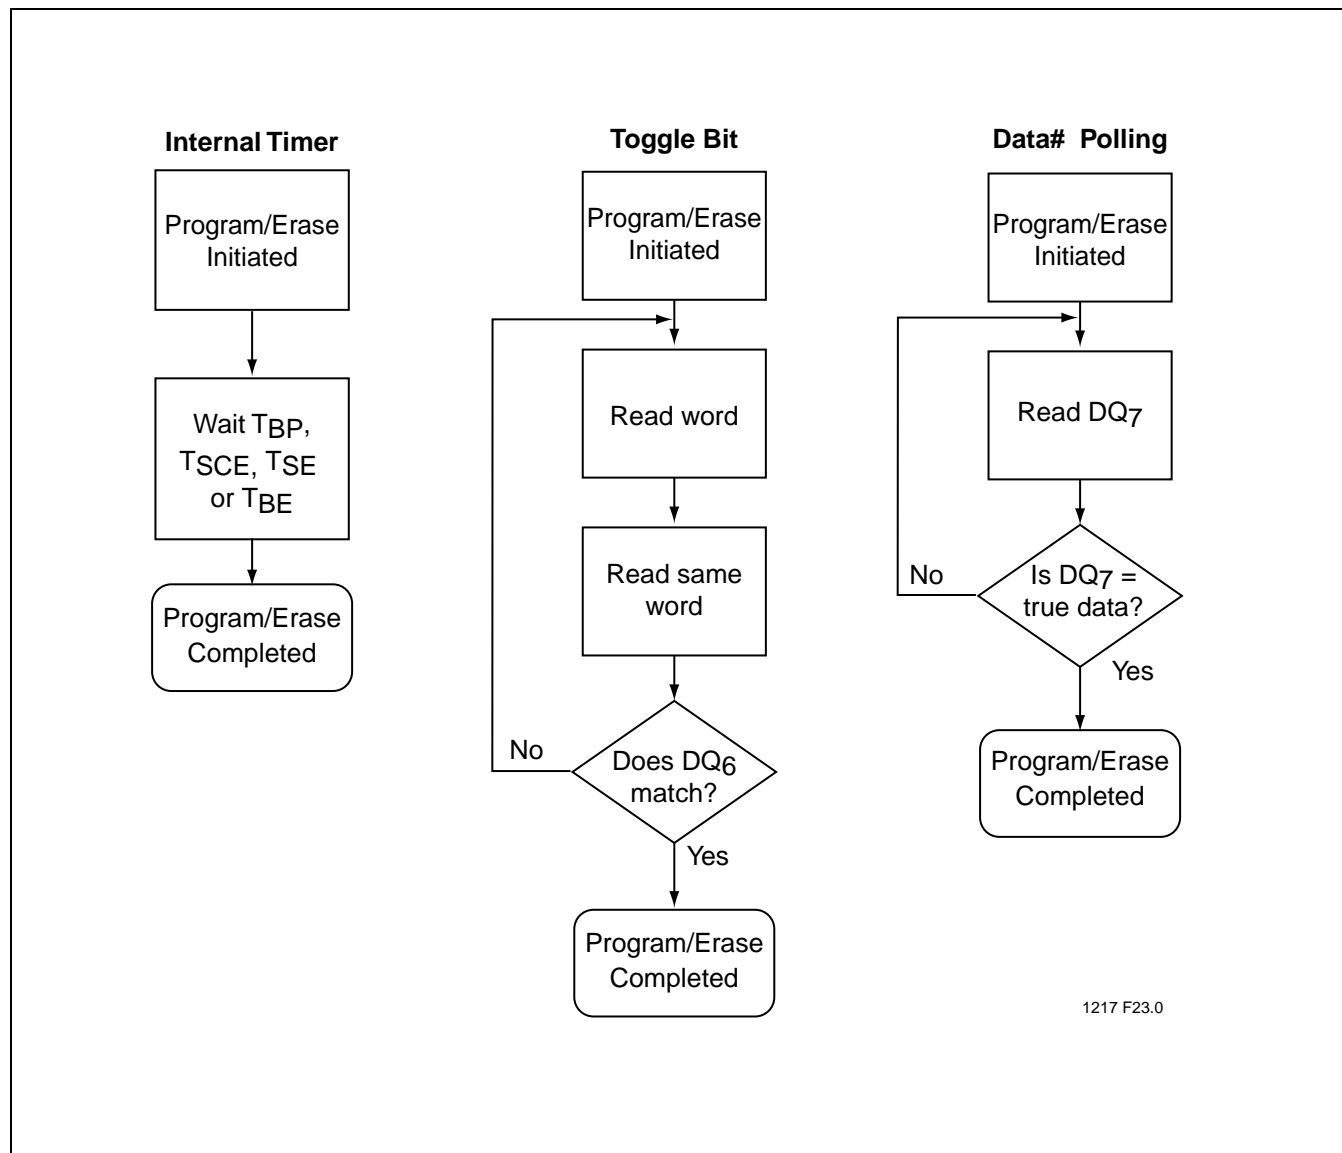 Internal Timer
Program/Erase
Initiated
Wait TBP,
TSCE, TSE
or TBE
Program/Erase
Completed
Toggle Bit
Program/Erase
Initiated
Read word
Read same
word
No
Does DQ6
match?
Yes
Program/Erase
Completed
Data# Polling
Program/Erase
Initiated
Read DQ7
No
Is DQ7 =
true data?
Yes
Program/Erase
Completed
1217 F23.0